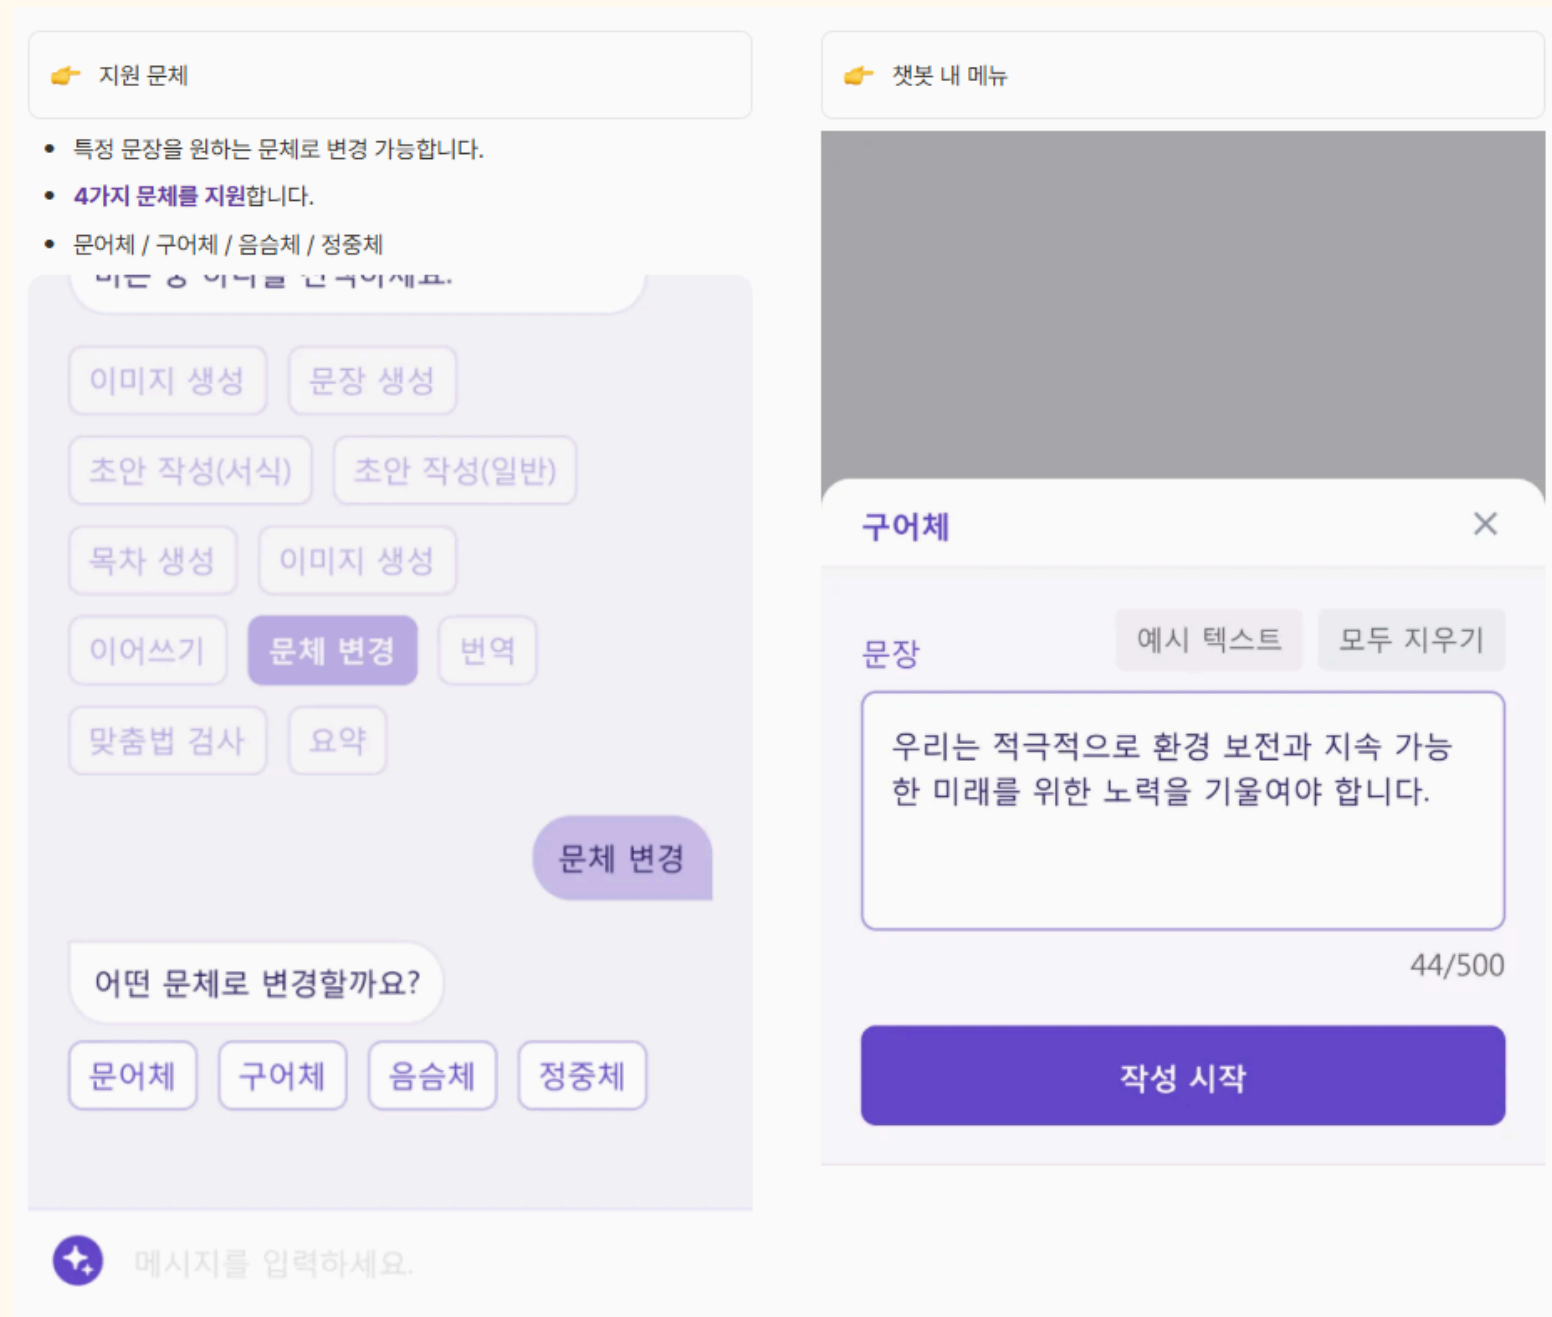 👉 지원 문체
• 특정 문장을 원하는 문체로 변경 가능합니다.
• 4가지 문체를 지원합니다.
• 문어체 / 구어체 / 음슴체 / 정중체
이미지 생성
문장 생성
초안 작성(서식)
초안 작성(일반)
목차 생성
이미지 생성
이어쓰기
문체 변경
번역
맞춤법 검사
요약
문체 변경
어떤 문체로 변경할까요?
문어체
구어체
음슴체
정중체
메시지를 입력하세요.
👉 챗봇 내 메뉴
구어체
문장
예시 텍스트
모두 지우기
우리는 적극적으로 환경 보전과 지속 가능
한 미래를 위한 노력을 기울여야 합니다.
44/500
작성 시작